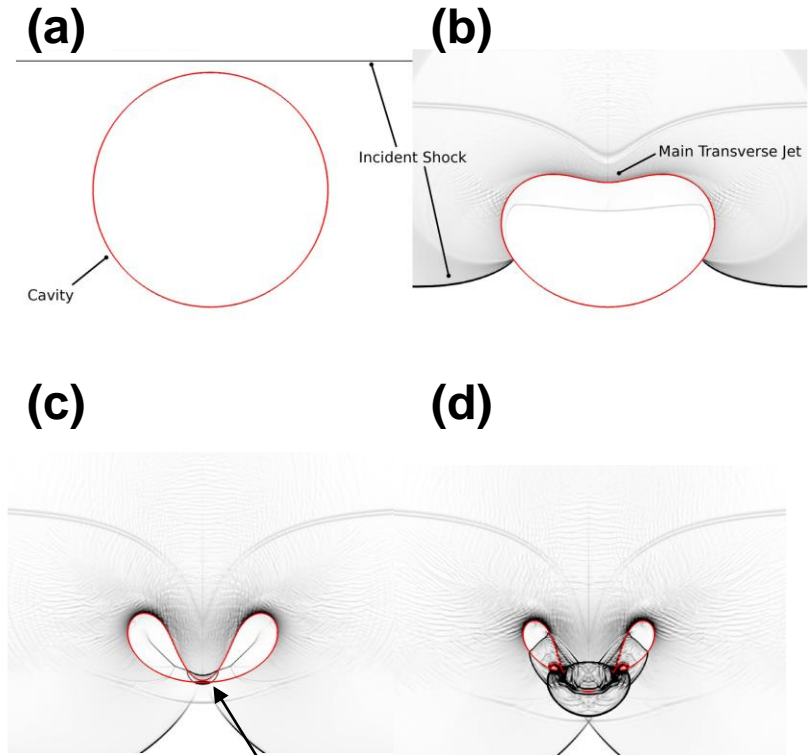 (a)
(b)
Incident Shock
Main Transverse Jet
Cavity
(c)
(d)